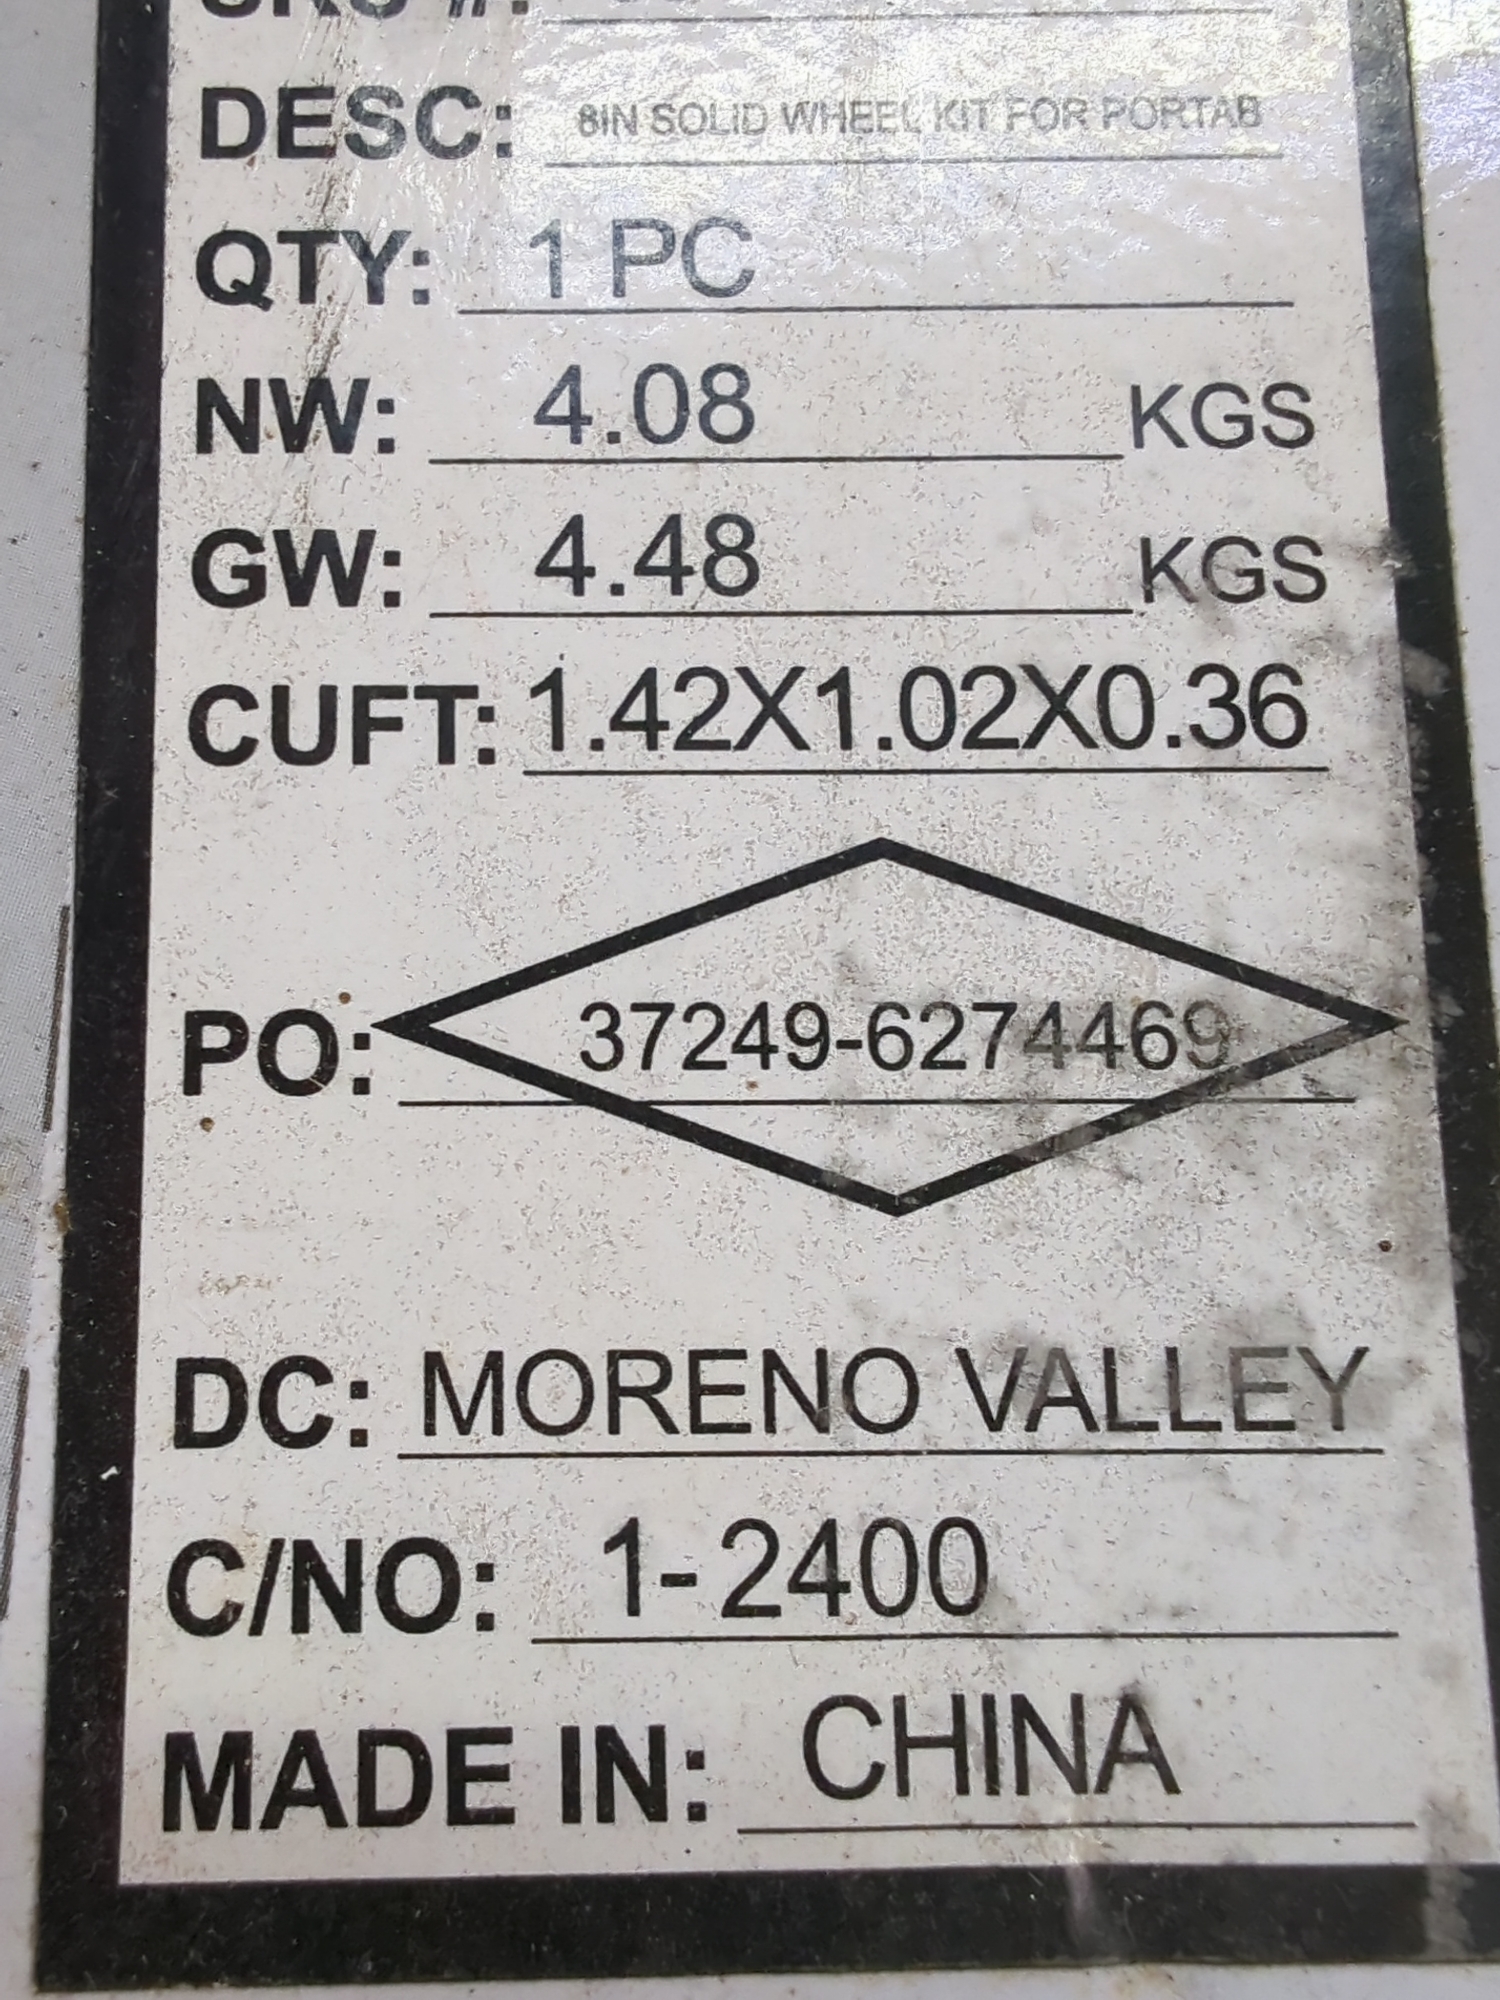 DESC: 8IN SOLID WHEEL KIT FOR PORTAB
QTY: 1 PC
NW: 4.08 KGS
GW: 4.48 KGS
CUFT: 1.42X1.02X0.36
PO: 37249-6274469
DC: MORENO VALLEY
C/NO: 1-2400
MADE IN: CHINA